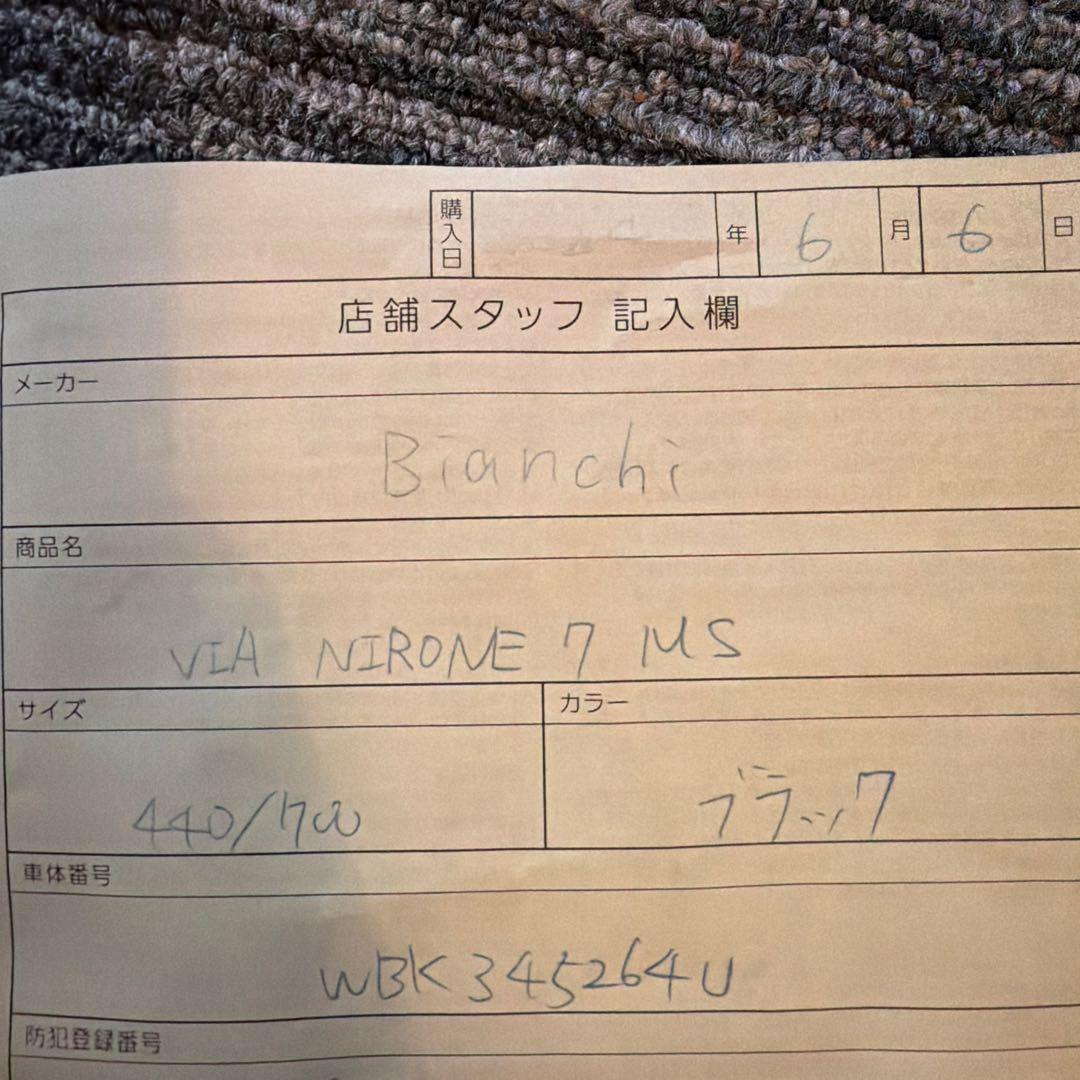 購入日 年 6 月 6 日
店舗スタッフ 記入欄
メーカー
Bianchi
商品名
VIA NIRONE 7 MS
サイズ カラー
440/700 ブラック
車体番号
WBK345264U
防犯登録番号